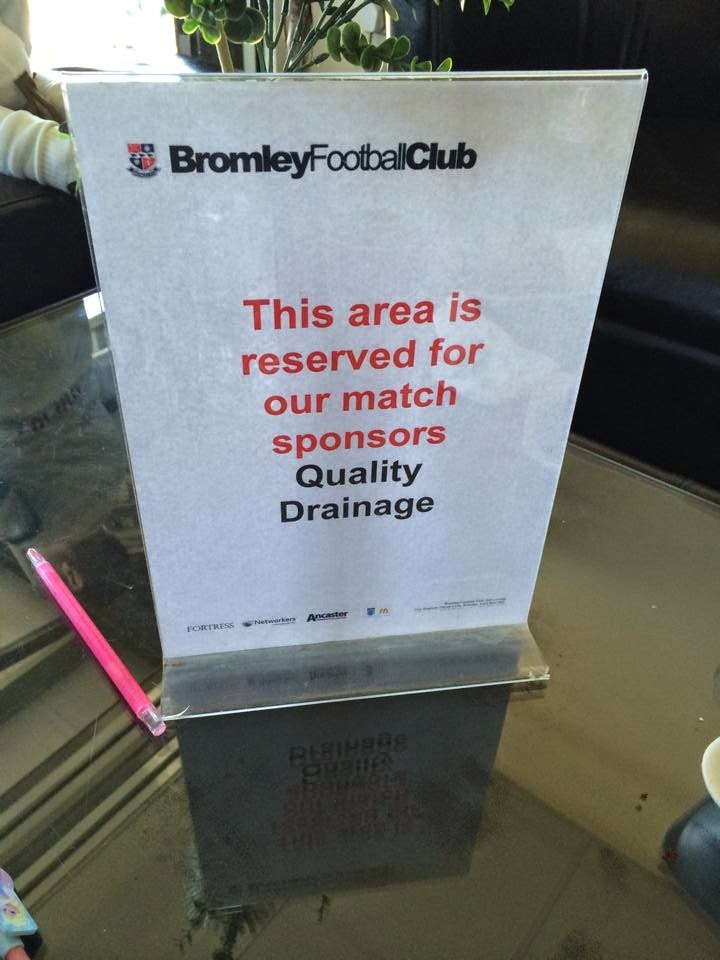 BromleyFootballClub
This area is
reserved for
our match
sponsors
Quality
Drainage
FORTRESS Networkers Ancaster